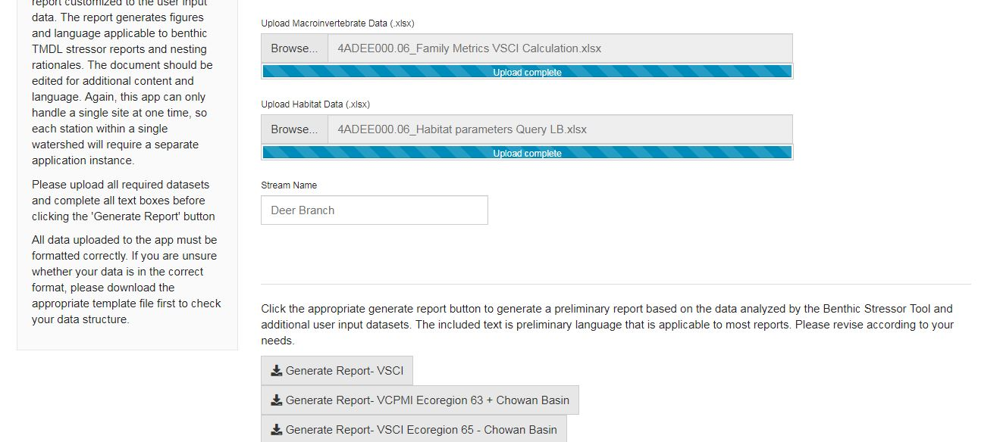 report customized to the user input
data. The report generates figures
and language applicable to benthic
TMDL stressor reports and nesting
rationales. The document should be
edited for additional content and
language. Again, this app can only
handle a single site at one time, so
each station within a single
watershed will require a separate
application instance.
Please upload all required datasets
and complete all text boxes before
clicking the 'Generate Report' button
All data uploaded to the app must be
formatted correctly. If you are unsure
whether your data is in the correct
format, please download the
appropriate template file first to check
your data structure.
Upload Macroinvertebrate Data (.xlsx)
Browse... 4ADEE000.06_Family Metrics VSCI Calculation.xlsx
Upload complete
Upload Habitat Data (.xlsx)
Browse... 4ADEE000.06_Habitat parameters Query LB.xlsx
Upload complete
Stream Name
Deer Branch
Click the appropriate generate report button to generate a preliminary report based on the data analyzed by the Benthic Stressor Tool and
additional user input datasets. The included text is preliminary language that is applicable to most reports. Please revise according to your
needs.
Generate Report- VSCI
Generate Report- VCPMI Ecoregion 63 + Chowan Basin
Generate Report- VSCI Ecoregion 65 - Chowan Basin